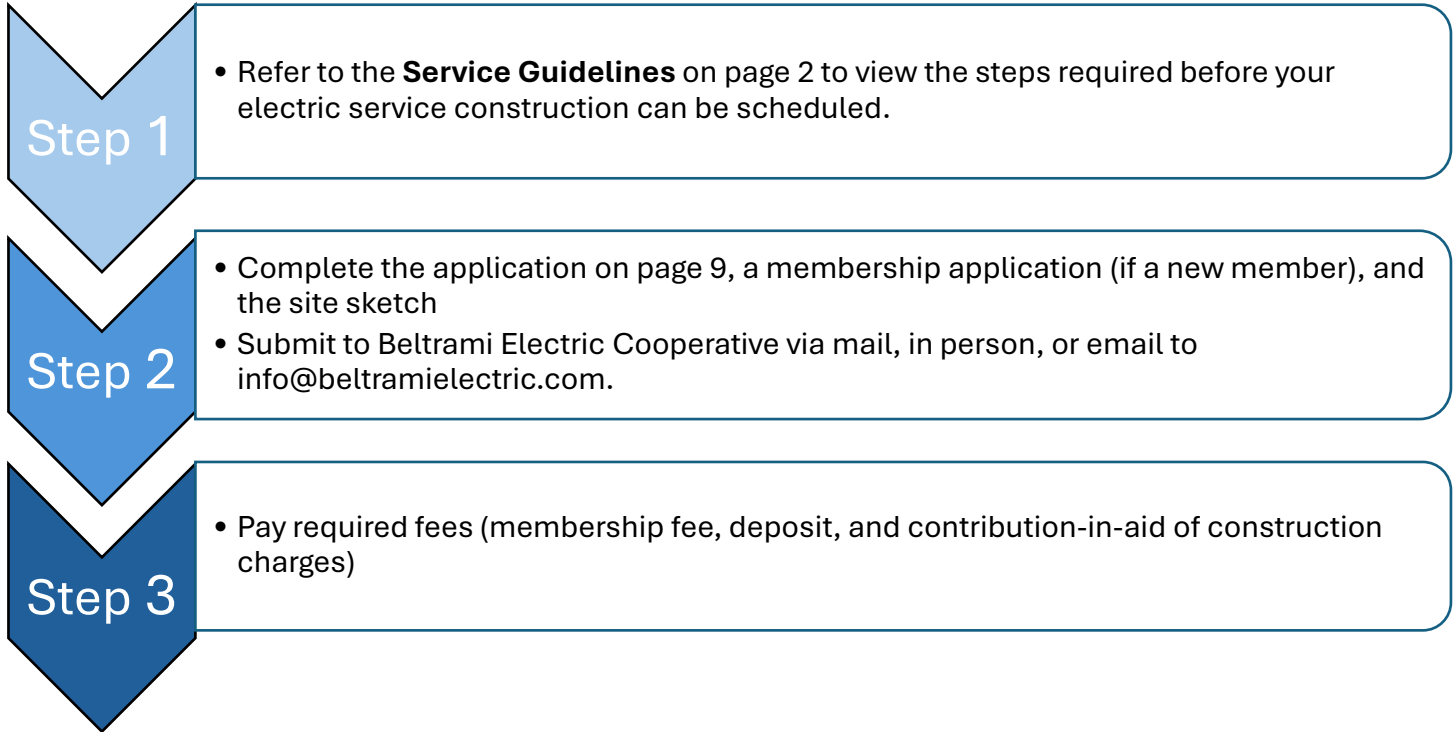 Step 1
• Refer to the Service Guidelines on page 2 to view the steps required before your
electric service construction can be scheduled.
Step 2
• Complete the application on page 9, a membership application (if a new member), and
the site sketch
• Submit to Beltrami Electric Cooperative via mail, in person, or email to
info@beltramielectric.com.
Step 3
• Pay required fees (membership fee, deposit, and contribution-in-aid of construction
charges)